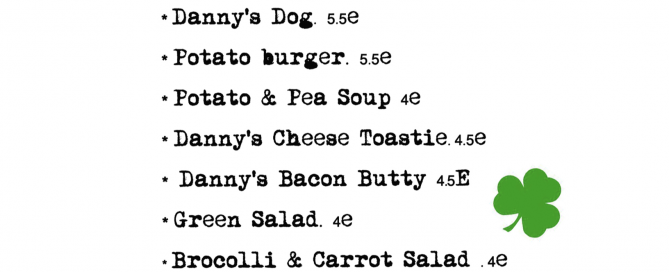 * Danny's Dog. 5.5e
* Potato burger. 5.5e
* Potato & Pea Soup 4e
* Danny's Cheese Toastie. 4.5e
* Danny's Bacon Butty 4.5E
* Green Salad. 4e
* Brocolli & Carrot Salad . 4e